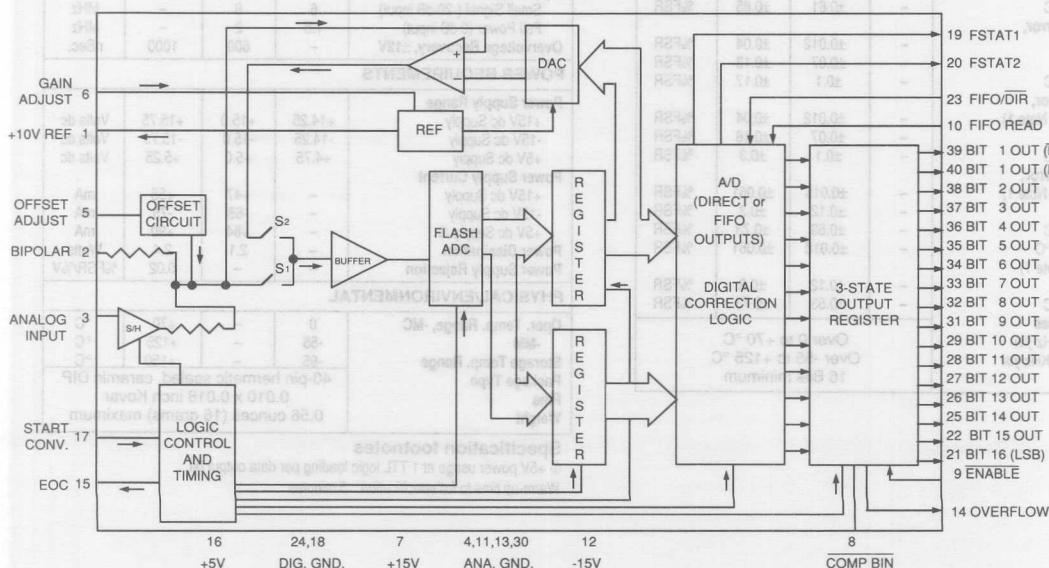 19 FSTAT1
20 FSTAT2
23 FIFO/DIR
10 FIFO READ
39 BIT 1 OUT
40 BIT 1 OUT
38 BIT 2 OUT
37 BIT 3 OUT
36 BIT 4 OUT
35 BIT 5 OUT
34 BIT 6 OUT
33 BIT 7 OUT
32 BIT 8 OUT
31 BIT 9 OUT
29 BIT 10 OUT
28 BIT 11 OUT
27 BIT 12 OUT
26 BIT 13 OUT
25 BIT 14 OUT
22 BIT 15 OUT
21 BIT 16 (LSB)
9 ENABLE
14 OVERFLOW
GAIN
ADJUST 6
+10V REF. 1
OFFSET
ADJUST 5
BIPOLAR 2
ANALOG 3
INPUT
START
CONV. 17
EOC 15
DAC
+
−
REF
OFFSET
CIRCUIT
S2
S1
BUFFER
S/H
FLASH
ADC
REGISTER
REGISTER
A/D
(DIRECT or
FIFO
OUTPUTS)
DIGITAL
CORRECTION
LOGIC
3-STATE
OUTPUT
REGISTER
LOGIC
CONTROL
AND
TIMING
16 24,18 7 4,11,13,30 12 8
+5V DIG. GND. +15V ANA. GND. -15V COMP BIN